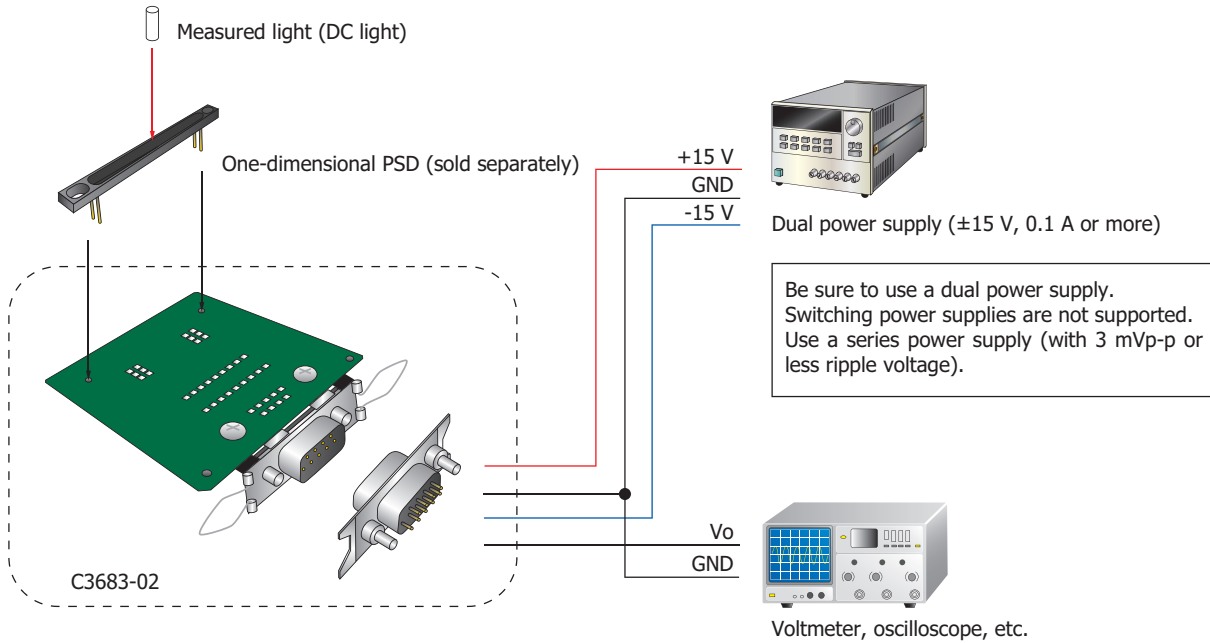 Measured light (DC light)
One-dimensional PSD (sold separately)
+15 V
GND
-15 V
Dual power supply (±15 V, 0.1 A or more)
Be sure to use a dual power supply.
Switching power supplies are not supported.
Use a series power supply (with 3 mVp-p or
less ripple voltage).
Vo
GND
C3683-02
Voltmeter, oscilloscope, etc.